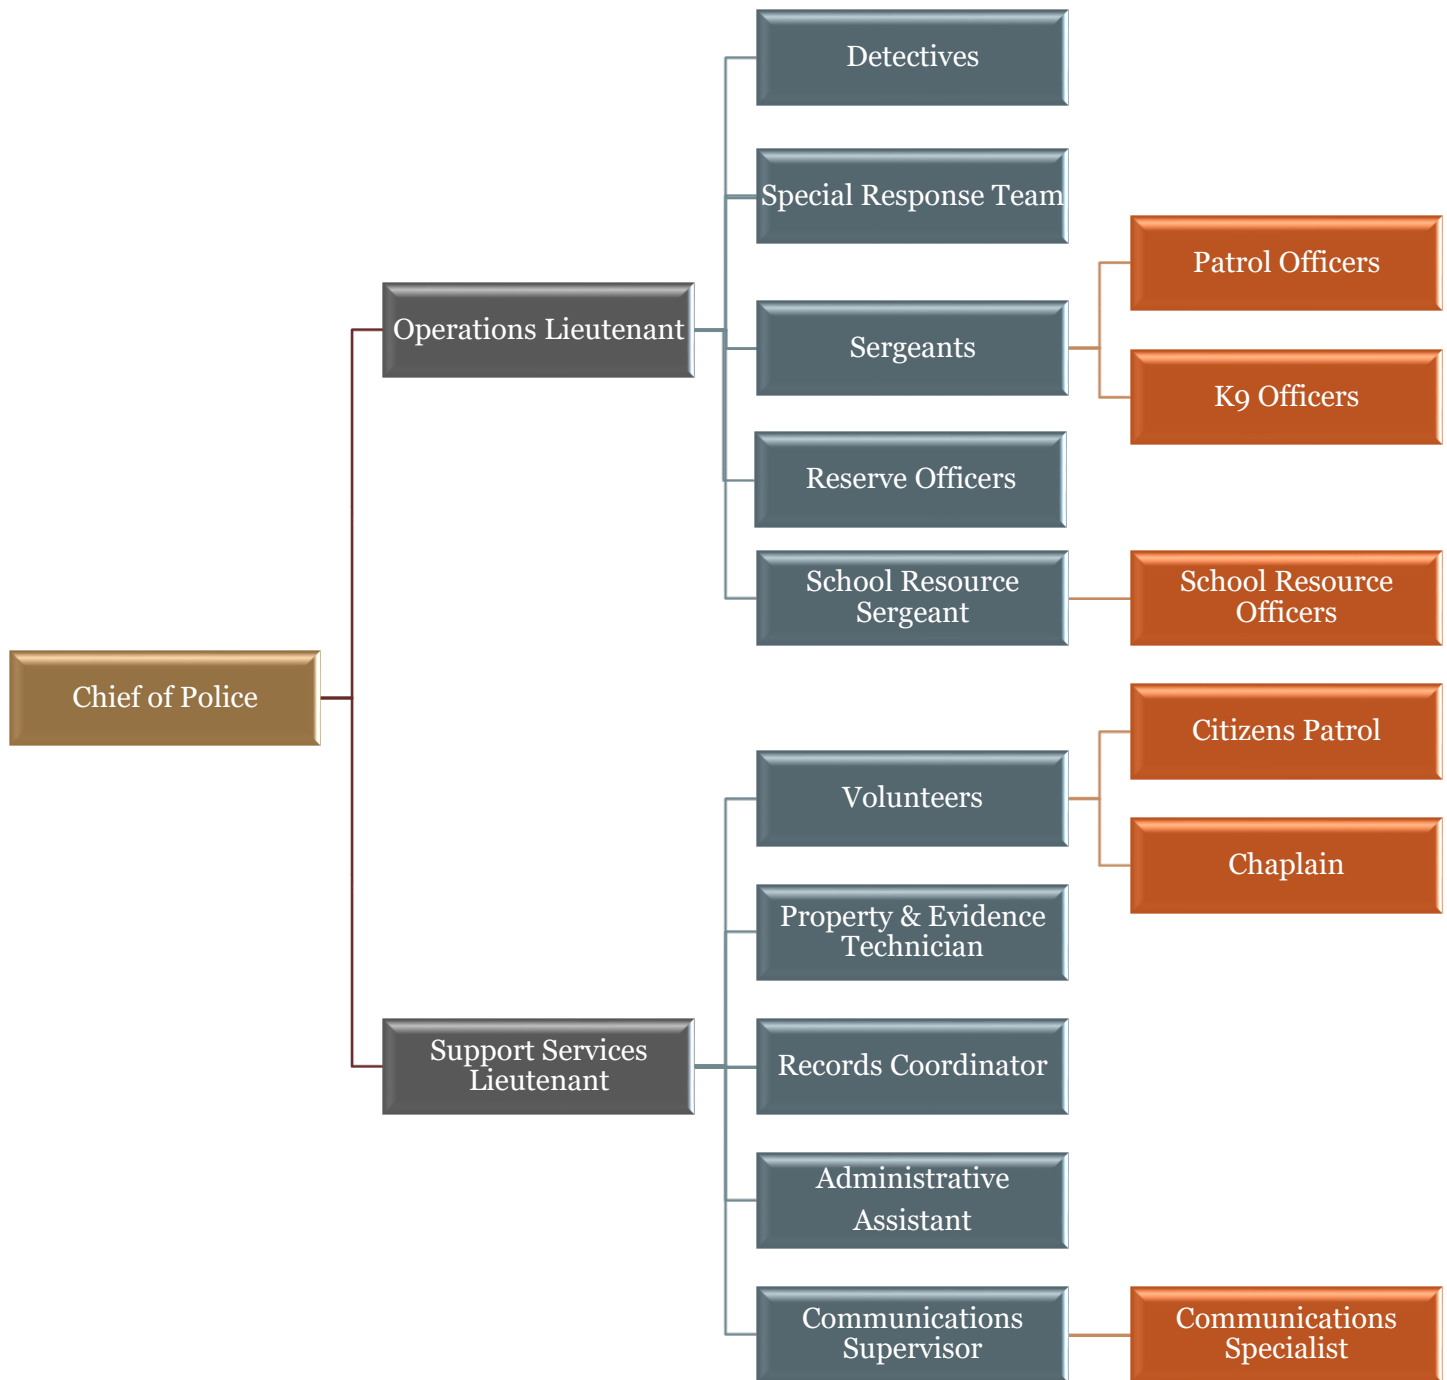 Detectives
Special Response Team
Patrol Officers
Operations Lieutenant
Sergeants
K9 Officers
Reserve Officers
School Resource
Sergeant
School Resource
Officers
Chief of Police
Citizens Patrol
Volunteers
Chaplain
Property & Evidence
Technician
Support Services
Lieutenant
Records Coordinator
Administrative
Assistant
Communications
Supervisor
Communications
Specialist